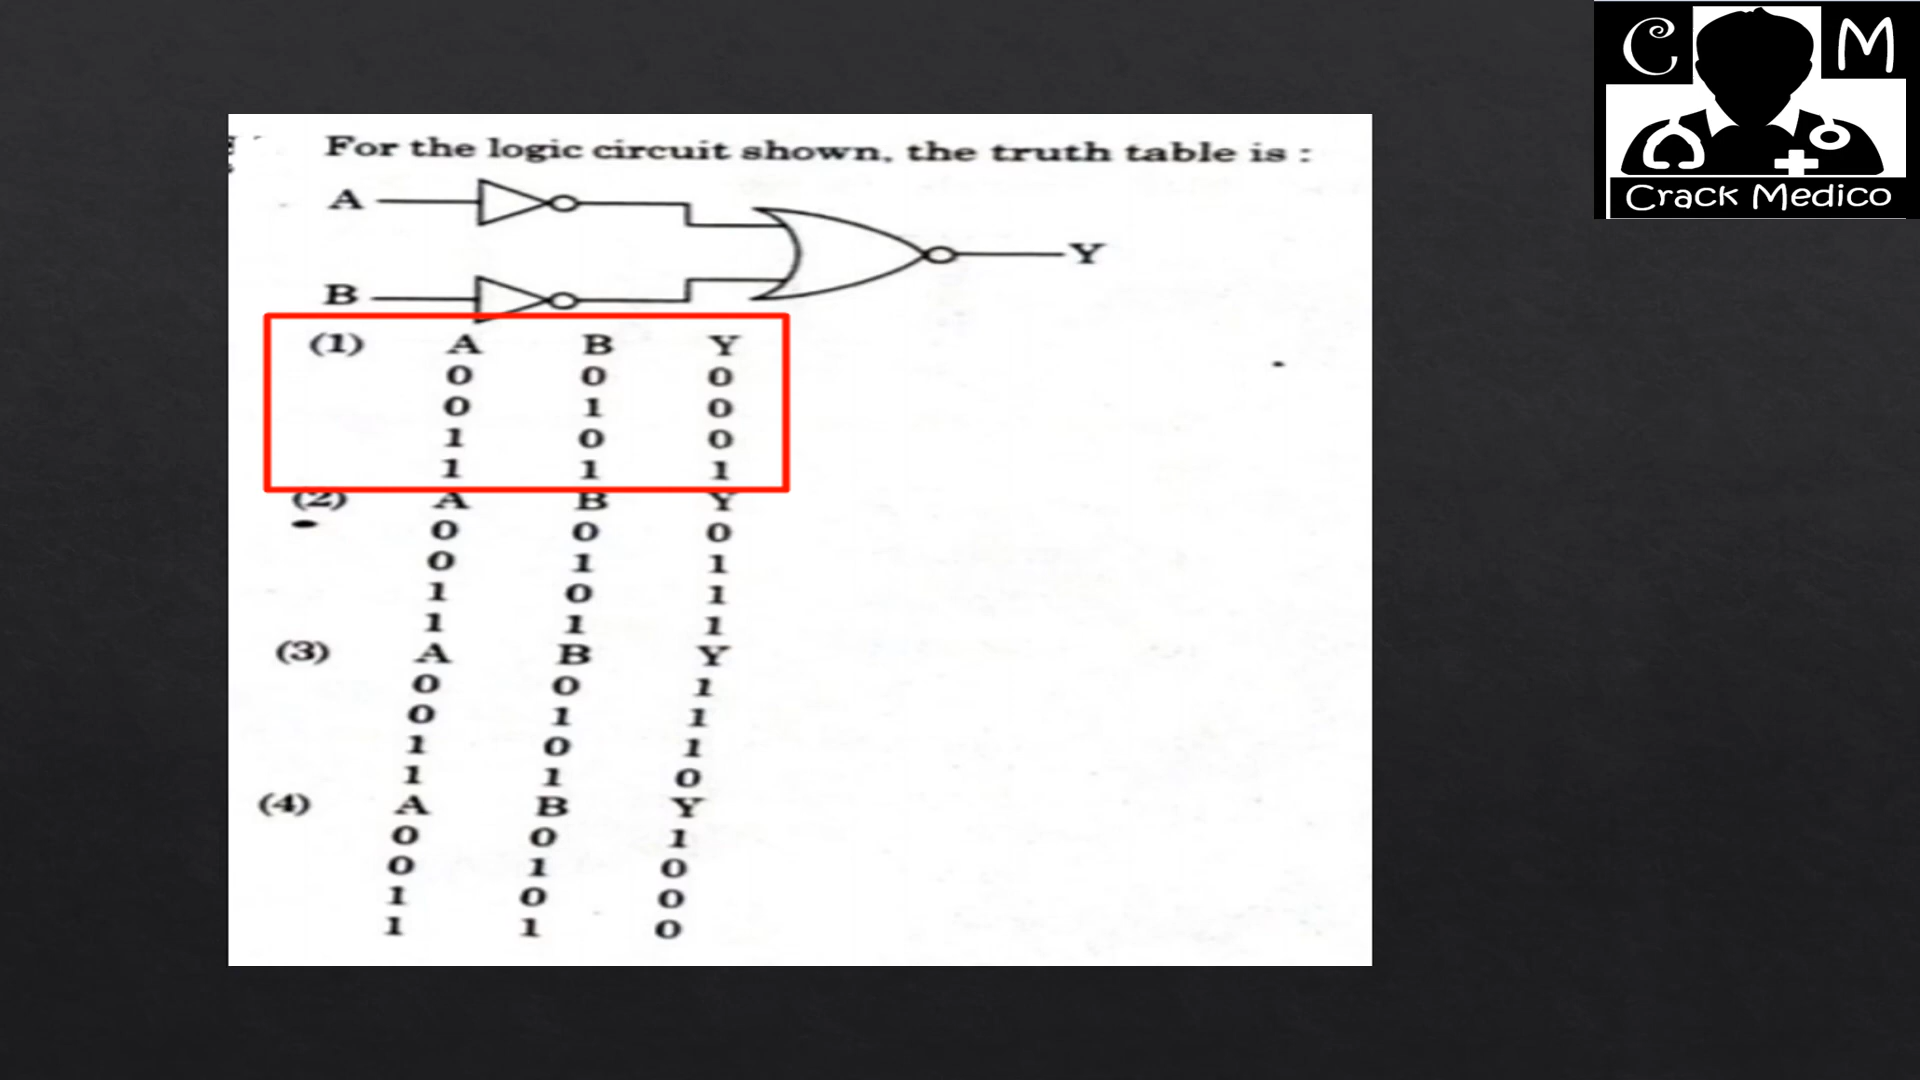 C M
Crack Medico
For the logic circuit shown, the truth table is :
A
Y
B
(1) A B Y
0 0 0
0 1 0
1 0 0
1 1 1
(2) A B Y
0 0 0
0 1 1
1 0 1
1 1 1
(3) A B Y
0 0 1
0 1 1
1 0 1
1 1 0
(4) A B Y
0 0 1
0 1 0
1 0 0
1 1 0